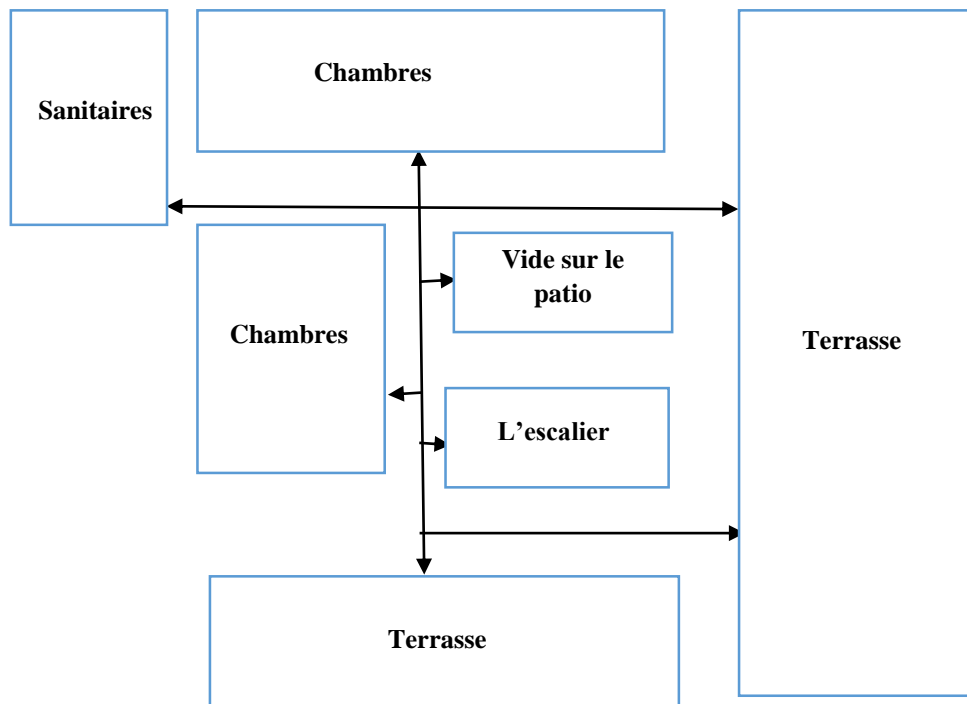 Chambres
Sanitaires
Vide sur le
patio
Chambres
Terrasse
L’escalier
Terrasse